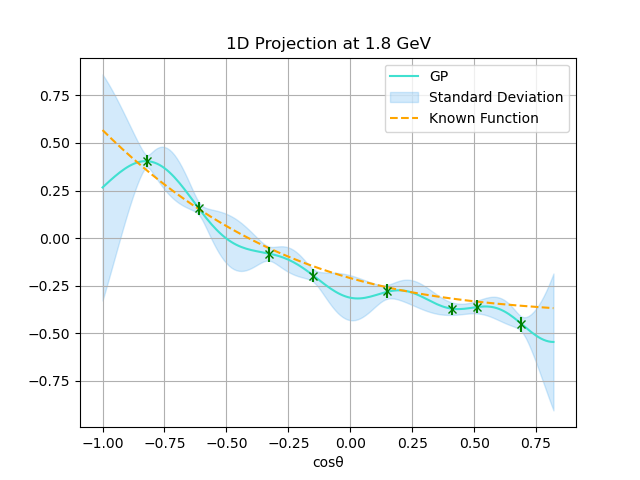 1D Projection at 1.8 GeV
GP
Standard Deviation
Known Function
0.75
0.50
0.25
0.00
−0.25
−0.50
−0.75
−1.00 −0.75 −0.50 −0.25 0.00 0.25 0.50 0.75
cosθ